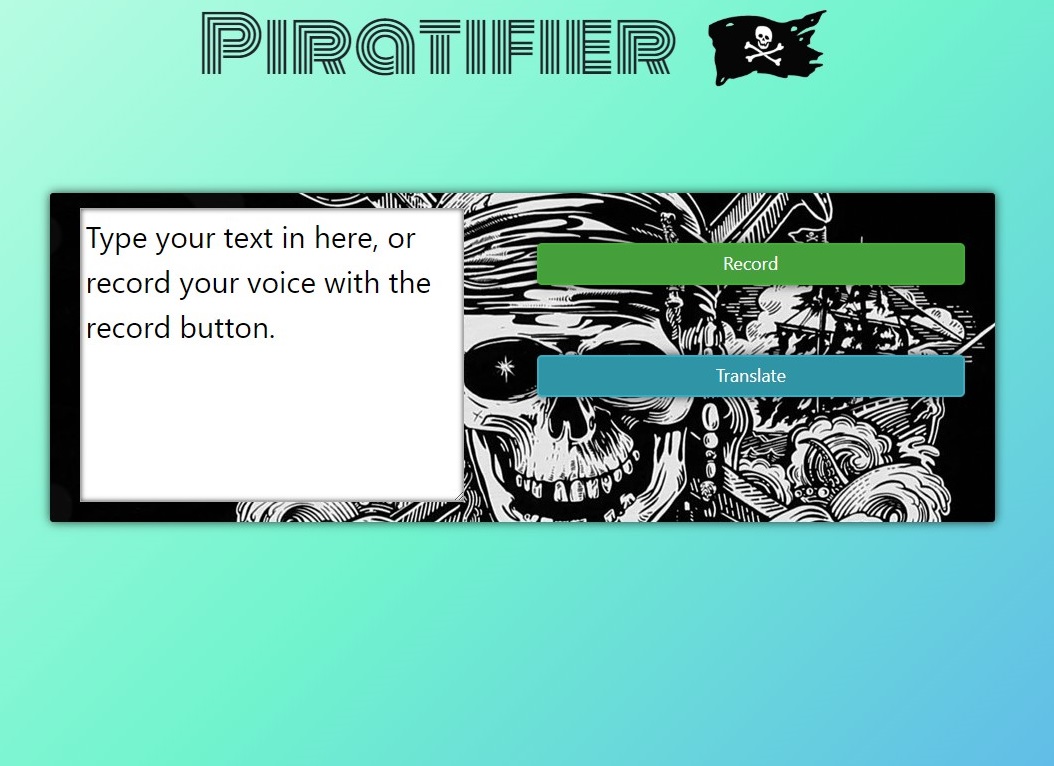 Piratifier
Type your text in here, or
record your voice with the
record button.
Record
Translate